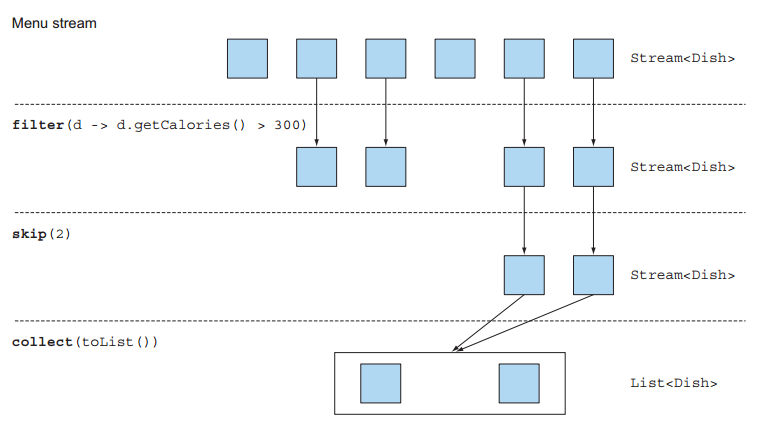 Menu stream
Stream<Dish>
filter(d -> d.getCalories() > 300)
Stream<Dish>
skip(2)
Stream<Dish>
collect(toList())
List<Dish>